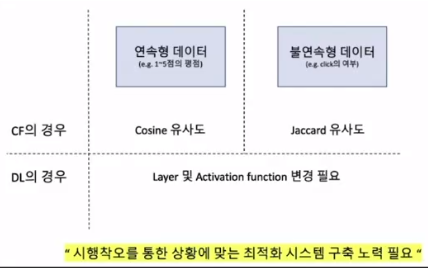 연속형 데이터
(e.g. 1~5점의 평점)
불연속형 데이터
(e.g. click의 여부)
CF의 경우
Cosine 유사도
Jaccard 유사도
DL의 경우
Layer 및 Activation function 변경 필요
“ 시행착오를 통한 상황에 맞는 최적화 시스템 구축 노력 필요 “